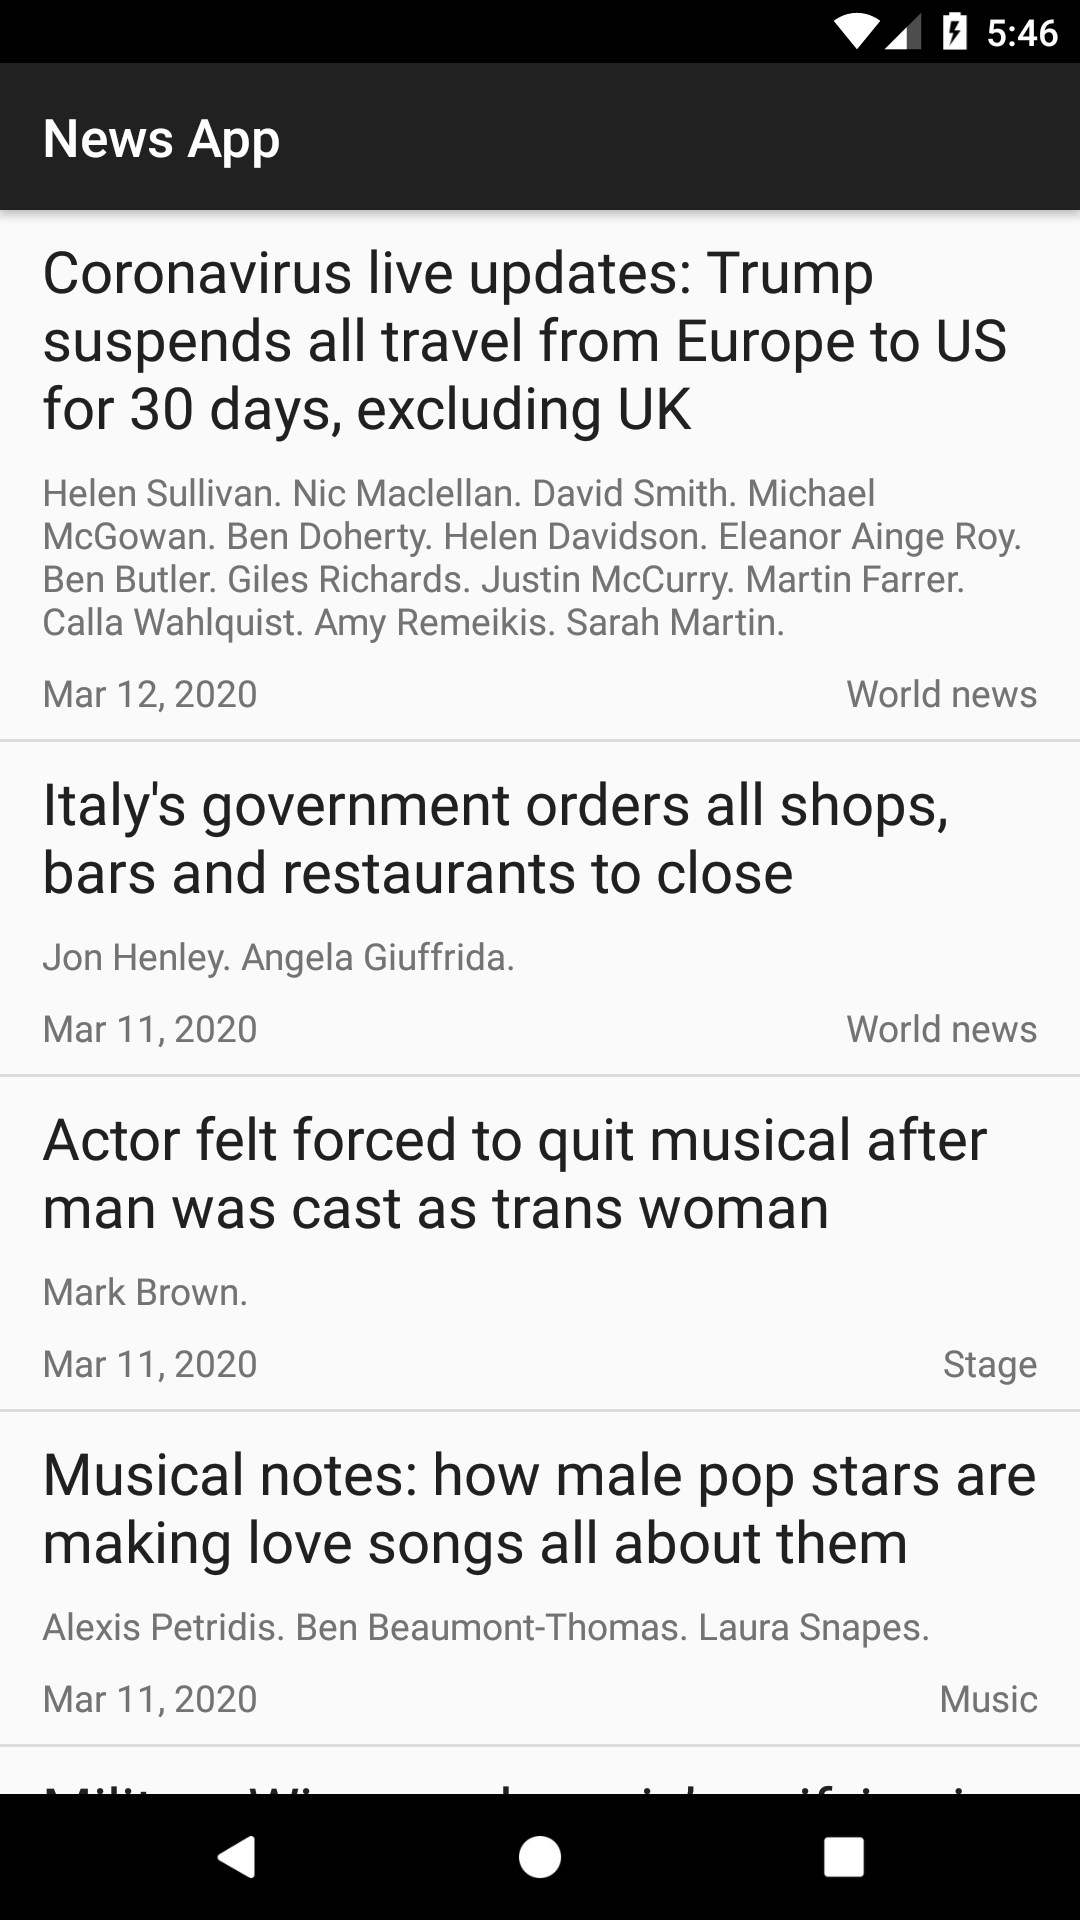 5:46
News App
Coronavirus live updates: Trump
suspends all travel from Europe to US
for 30 days, excluding UK
Helen Sullivan. Nic Maclellan. David Smith. Michael
McGowan. Ben Doherty. Helen Davidson. Eleanor Ainge Roy.
Ben Butler. Giles Richards. Justin McCurry. Martin Farrer.
Calla Wahlquist. Amy Remeikis. Sarah Martin.
Mar 12, 2020 World news
Italy's government orders all shops,
bars and restaurants to close
Jon Henley. Angela Giuffrida.
Mar 11, 2020 World news
Actor felt forced to quit musical after
man was cast as trans woman
Mark Brown.
Mar 11, 2020 Stage
Musical notes: how male pop stars are
making love songs all about them
Alexis Petridis. Ben Beaumont-Thomas. Laura Snapes.
Mar 11, 2020 Music